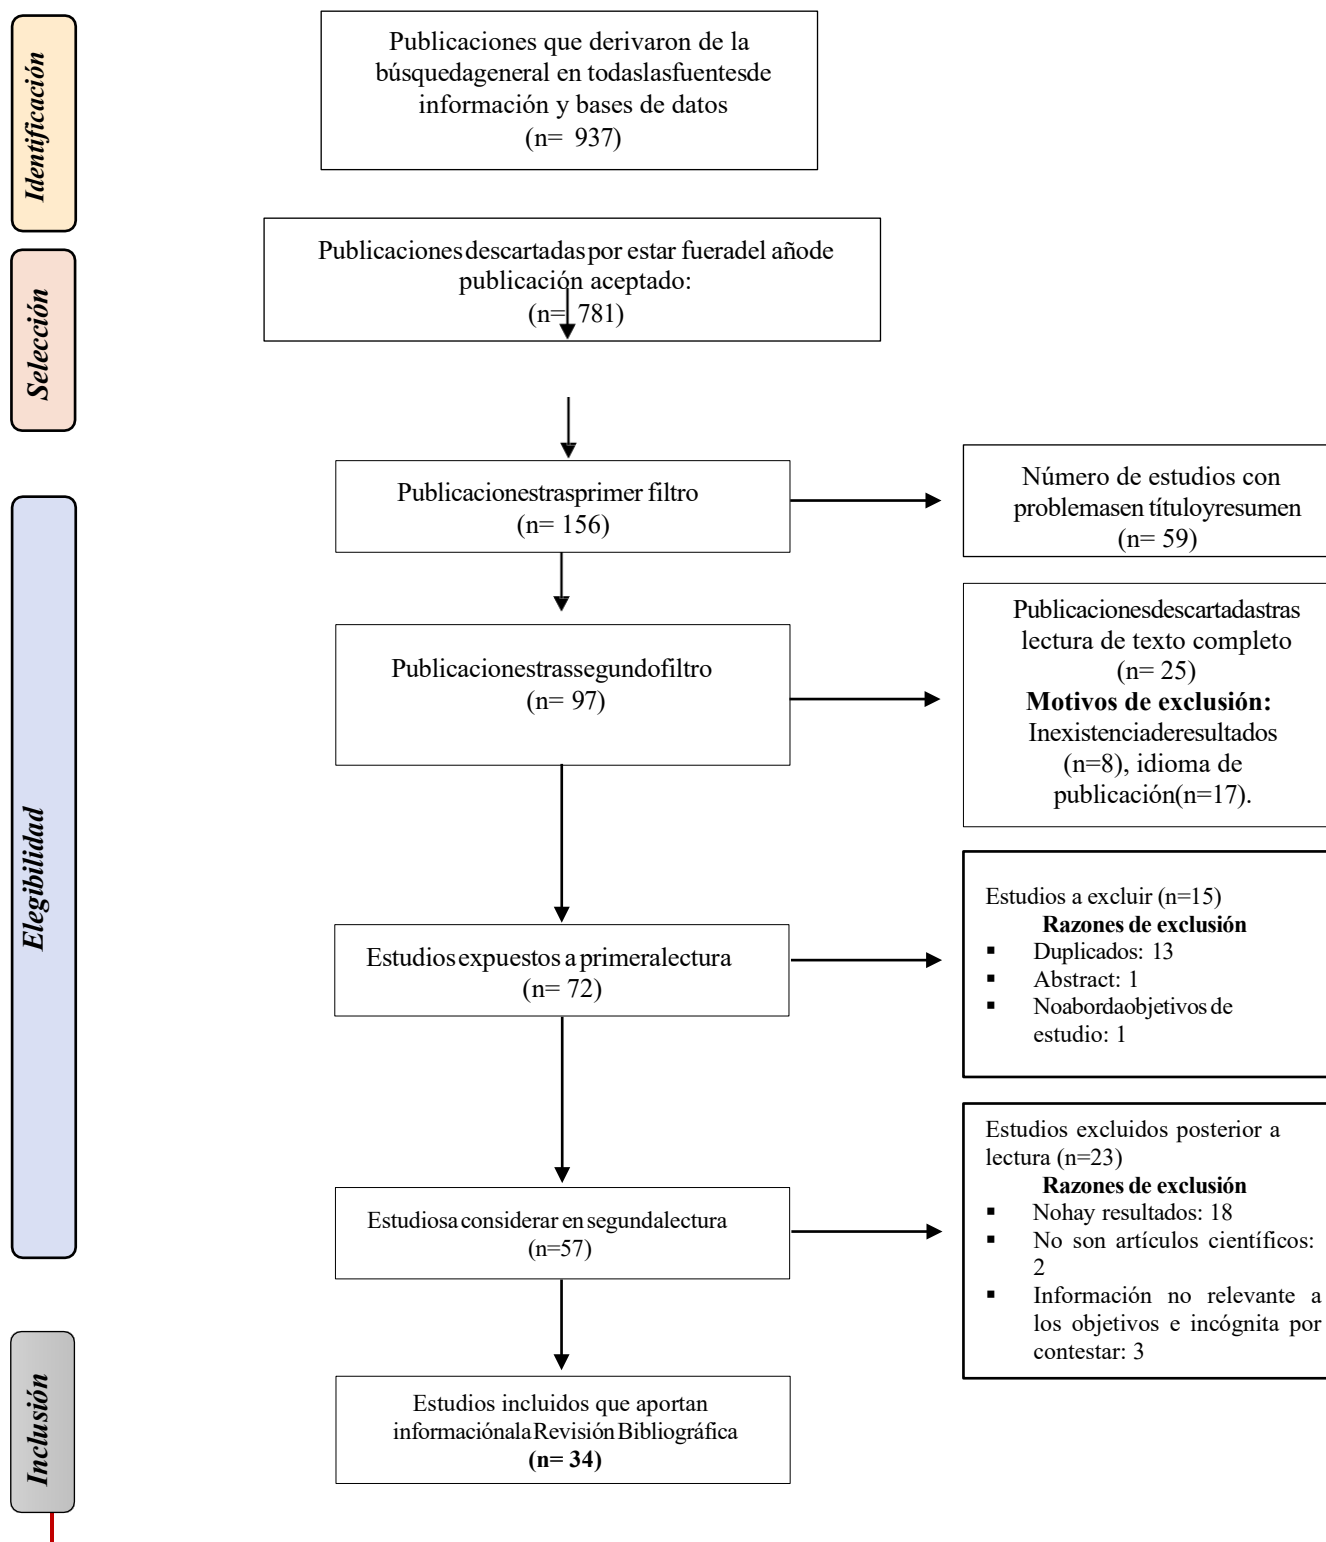 Identificación
Publicaciones que derivaron de la
búsquedageneral en todaslasfuentesde
información y bases de datos
(n= 937)
Selección
Publicacionesdescartadaspor estar fueradel añode
publicación aceptado:
(n= 781)
Elegibilidad
Publicacionestrasprimer filtro
(n= 156)
Número de estudios con
problemasen títuloyresumen
(n= 59)
Publicacionestrassegundofiltro
(n= 97)
Publicacionesdescartadastras
lectura de texto completo
(n= 25)
Motivos de exclusión:
Inexistenciaderesultados
(n=8), idioma de
publicación(n=17).
Estudios expuestos a primeralectura
(n= 72)
Estudios a excluir (n=15)
Razones de exclusión
▪ Duplicados: 13
▪ Abstract: 1
▪ Noabordaobjetivos de
estudio: 1
Estudiosa considerar en segundalectura
(n=57)
Estudios excluidos posterior a
lectura (n=23)
Razones de exclusión
▪ Nohay resultados: 18
▪ No son artículos científicos:
2
▪ Información no relevante a
los objetivos e incógnita por
contestar: 3
Inclusión
Estudios incluidos que aportan
informaciónalaRevisión Bibliográfica
(n= 34)